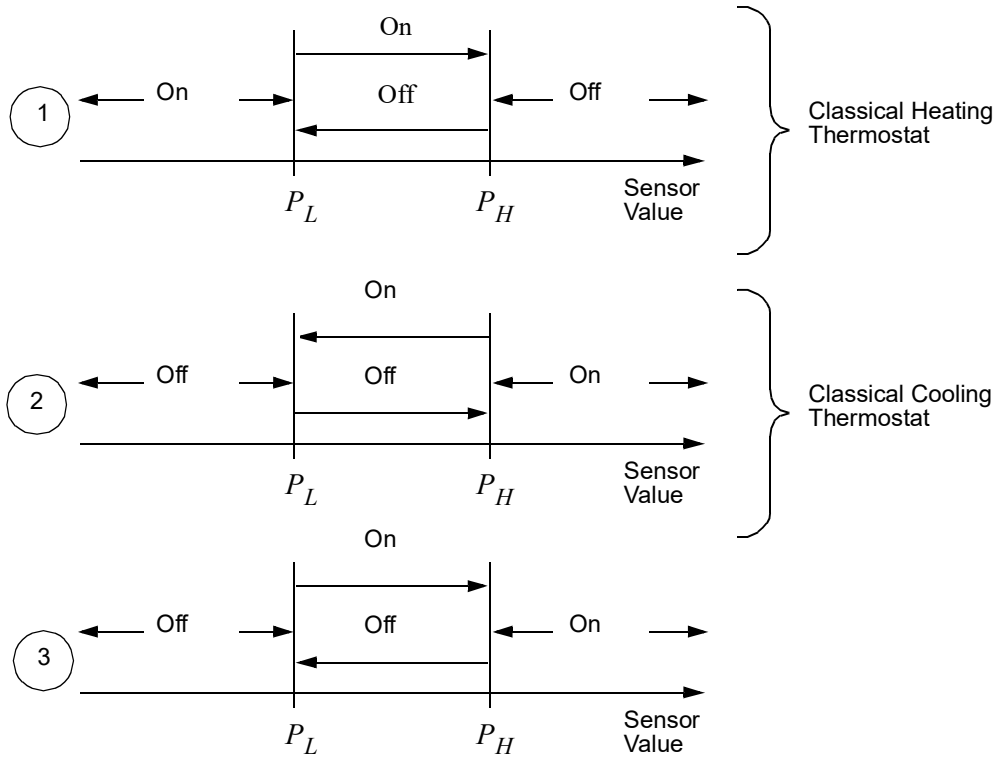 On
On
Off
Off
1
P_L
P_H
Sensor
Value
Classical Heating
Thermostat
On
Off
Off
On
2
P_L
P_H
Sensor
Value
Classical Cooling
Thermostat
On
Off
Off
On
3
P_L
P_H
Sensor
Value